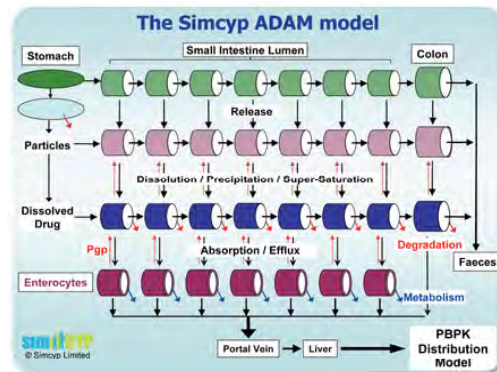 The Simcyp ADAM model
Small Intestine Lumen
Stomach
Colon
Release
Particles
Dissolution / Precipitation / Super-Saturation
Dissolved
Drug
Pgp
Absorption / Efflux
Degradation
Faeces
Enterocytes
Metabolism
simCYP
© Simcyp Limited
Portal Vein
Liver
PBPK
Distribution
Model